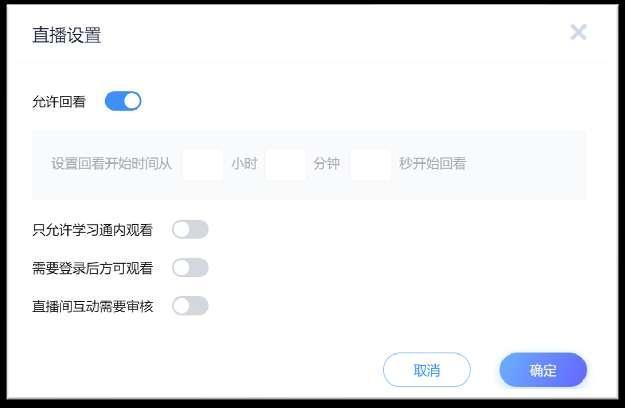 直播设置
允许回看
设置回看开始时间从 小时 分钟 秒开始回看
只允许学习通内观看
需要登录后方可观看
直播间互动需要审核
取消 确定